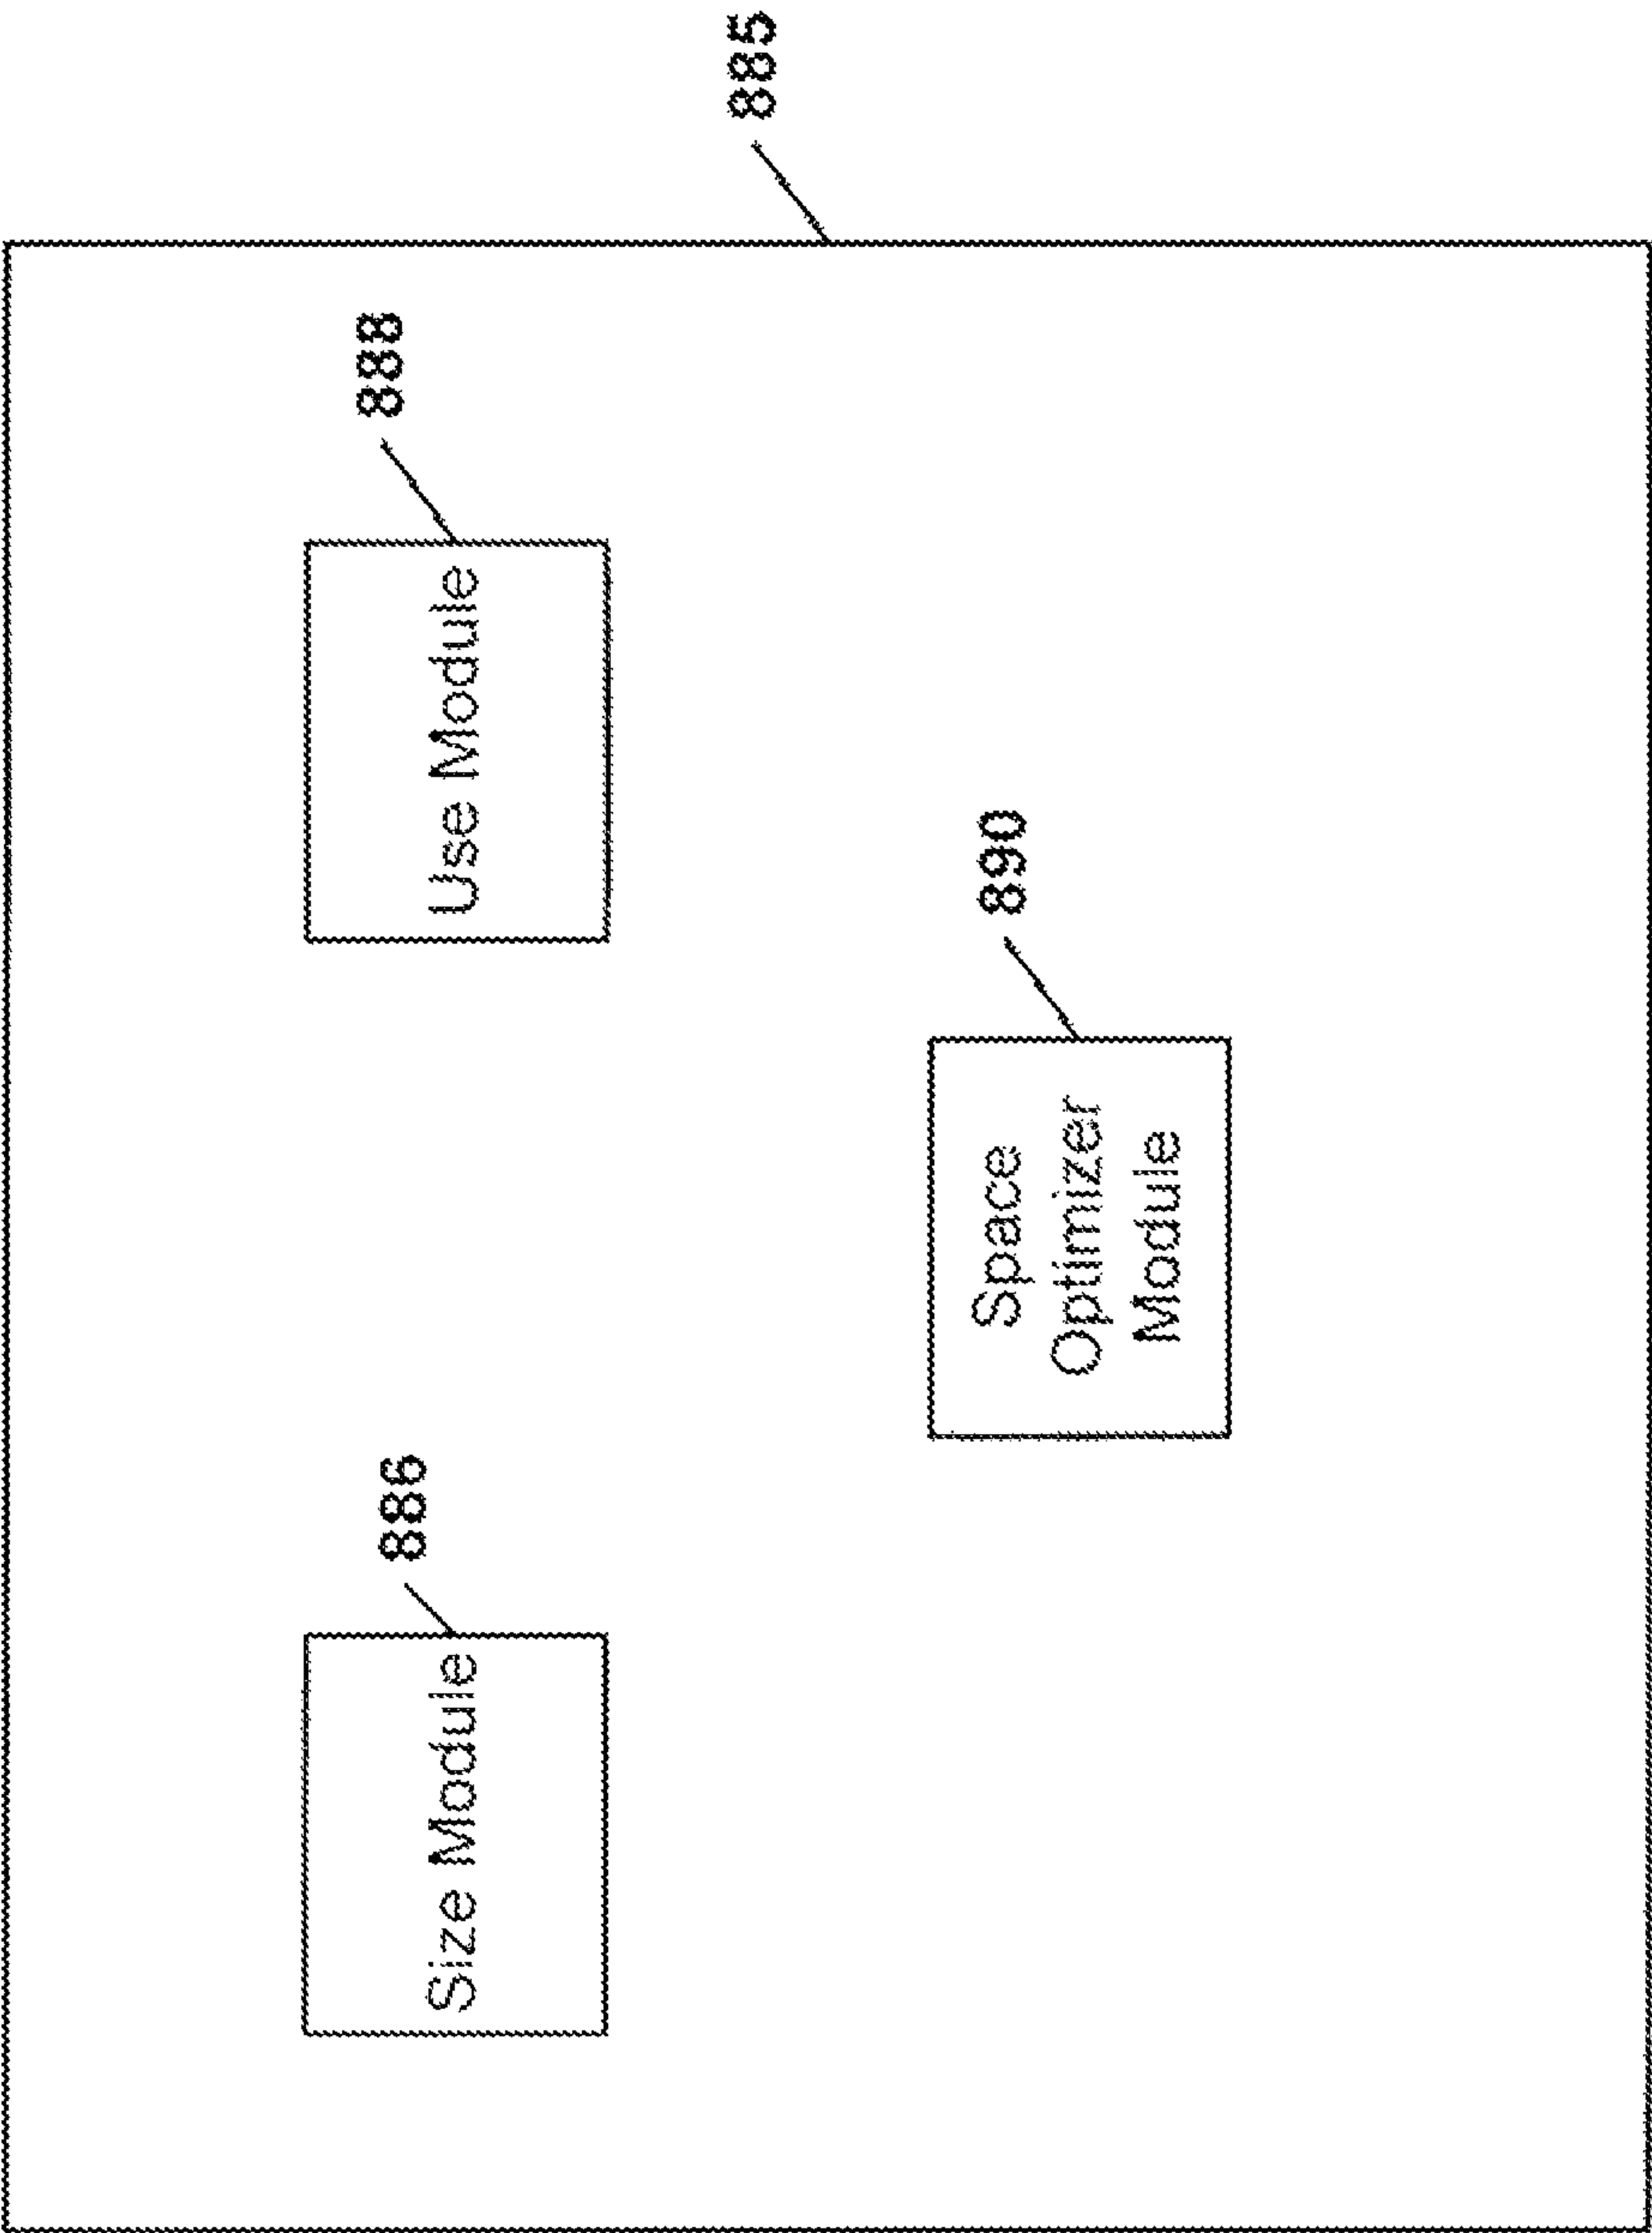 885
886
Size Module
888
Use Module
890
Space
Optimizer
Module